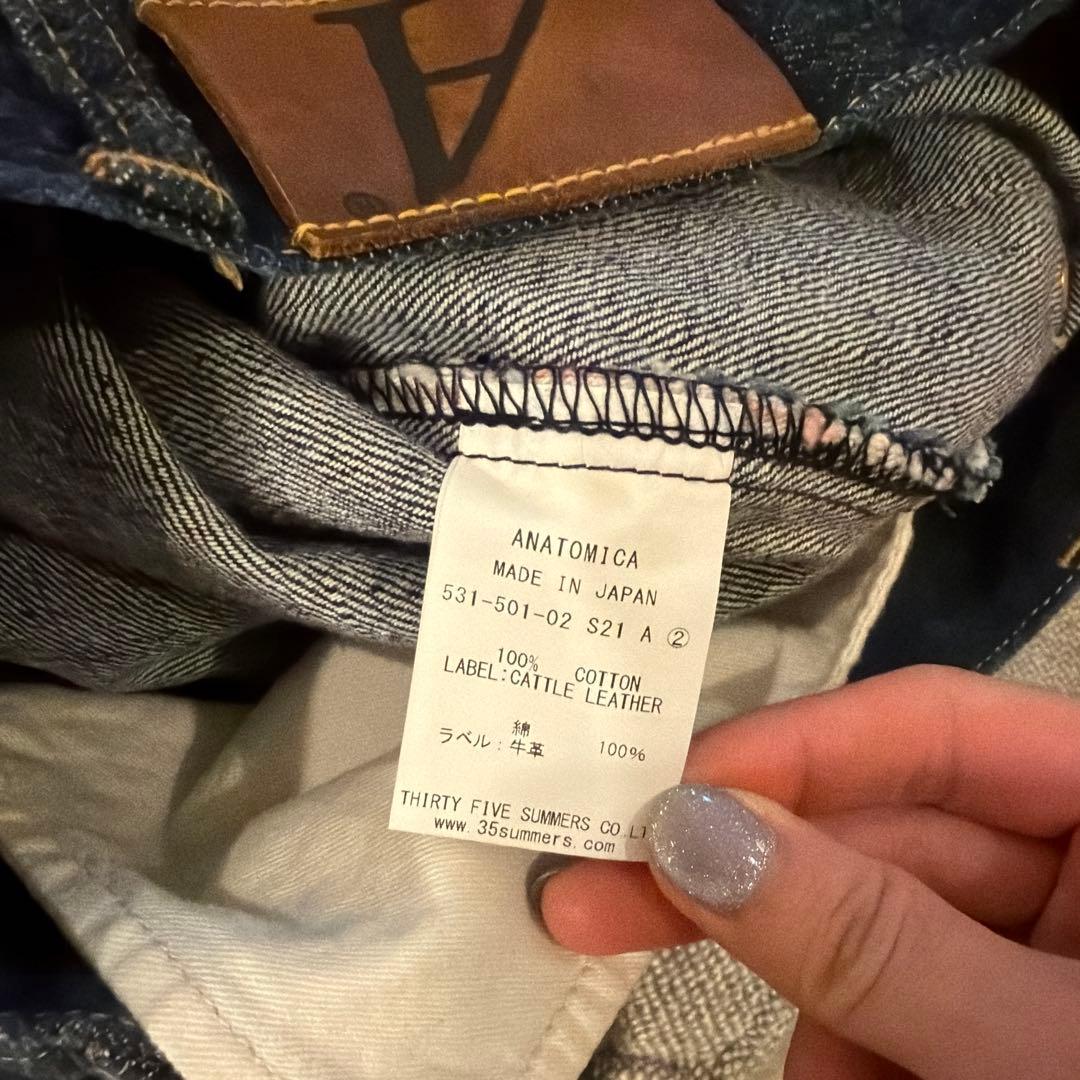 A
ANATOMICA
MADE IN JAPAN
531-501-02 S21 A ②
100% COTTON
LABEL:CATTLE LEATHER
綿
ラベル:牛革 100%
THIRTY FIVE SUMMERS CO.
www.35summers.com